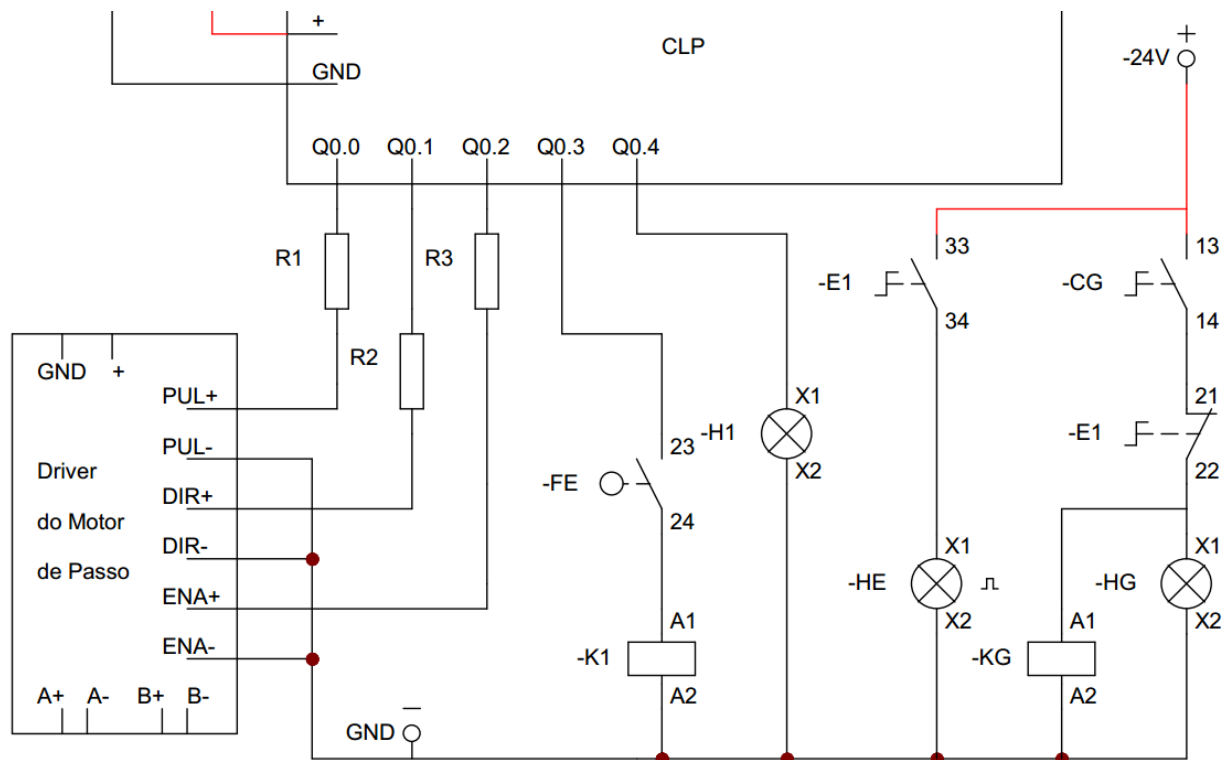 +
CLP
+
-24V
GND
Q0.0
Q0.1
Q0.2
Q0.3
Q0.4
R1
R3
33
13
-E1
-CG
34
14
R2
GND
+
PUL+
X1
21
-H1
-E1
23
PUL-
X2
22
Driver
-FE
DIR+
24
do Motor
DIR-
X1
X1
de Passo
-HE
-HG
ENA+
X2
X2
A1
A1
ENA-
-K1
-KG
A+
A-
B+
B-
A2
A2
GND